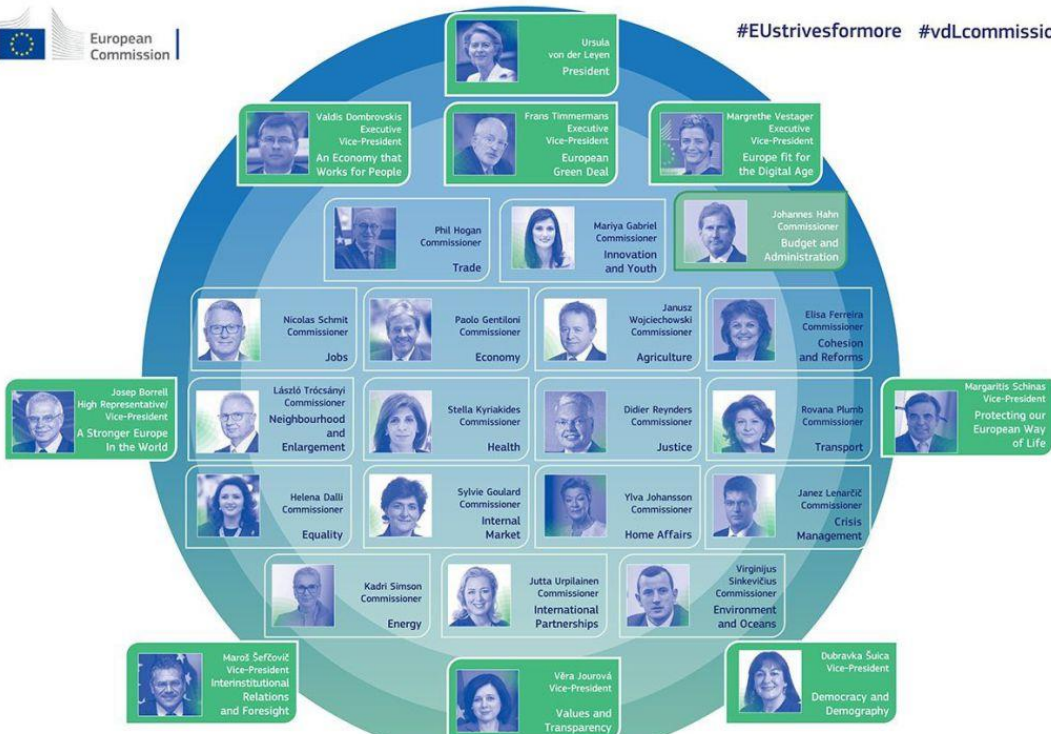 European
Commission
#EUstrivesformore #vdLcommissio
Ursula
von der Leyen
President
Valdis Dombrovskis
Executive
Vice-President
An Economy that
Works for People
Frans Timmermans
Executive
Vice-President
European
Green Deal
Margrethe Vestager
Executive
Vice-President
Europe fit for
the Digital Age
Phil Hogan
Commissioner
Trade
Mariya Gabriel
Commissioner
Innovation
and Youth
Johannes Hahn
Commissioner
Budget and
Administration
Nicolas Schmit
Commissioner
Jobs
Paolo Gentiloni
Commissioner
Economy
Janusz
Wojciechowski
Commissioner
Agriculture
Elisa Ferreira
Commissioner
Cohesion
and Reforms
Josep Borrell
High Representative/
Vice-President
A Stronger Europe
In the World
László Trócsányi
Commissioner
Neighbourhood
and
Enlargement
Stella Kyriakides
Commissioner
Health
Didier Reynders
Commissioner
Justice
Rovana Plumb
Commissioner
Transport
Margaritis Schinas
Vice-President
Protecting our
European Way
of Life
Helena Dalli
Commissioner
Equality
Sylvie Goulard
Commissioner
Internal
Market
Ylva Johansson
Commissioner
Home Affairs
Janez Lenarčič
Commissioner
Crisis
Management
Kadri Simson
Commissioner
Energy
Jutta Urpilainen
Commissioner
International
Partnerships
Virginijus
Sinkevičius
Commissioner
Environment
and Oceans
Maroš Šefčovič
Vice-President
Interinstitutional
Relations
and Foresight
Věra Jourová
Vice-President
Values and
Transparency
Dubravka Šuica
Vice-President
Democracy and
Demography